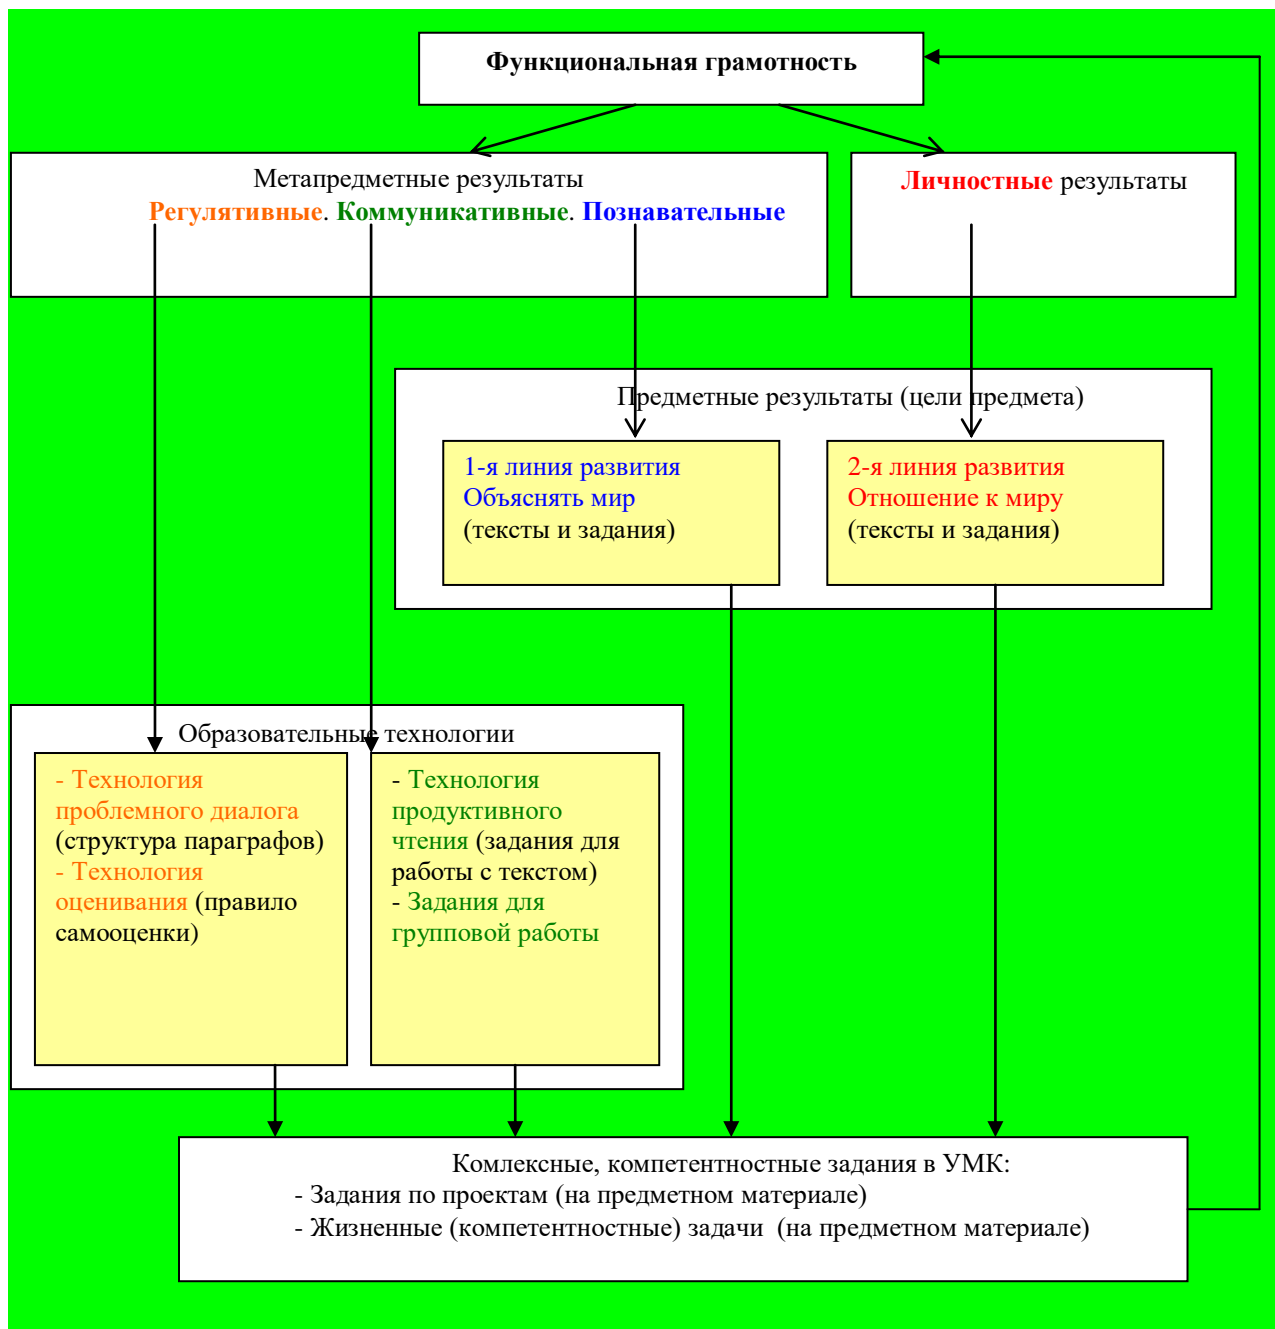 Функциональная грамотность
Метапредметные результаты
Регулятивные. Коммуникативные. Познавательные
Личностные результаты
Предметные результаты (цели предмета)
1-я линия развития
Объяснять мир
(тексты и задания)
2-я линия развития
Отношение к миру
(тексты и задания)
Образовательные технологии
- Технология
проблемного диалога
(структура параграфов)
- Технология
оценивания (правило
самооценки)
- Технология
продуктивного
чтения (задания для
работы с текстом)
- Задания для
групповой работы
Комлексные, компетентностные задания в УМК:
- Задания по проектам (на предметном материале)
- Жизненные (компетентностные) задачи  (на предметном материале)